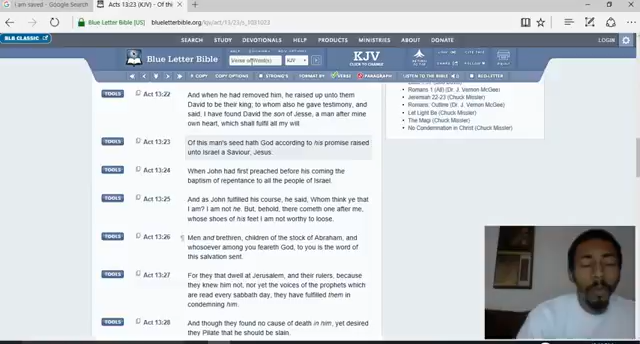 I am saved - Google Search
Acts 13:23 (KJV) - Of thi
blueletterbible.org/kjv/act/13/23/s_1031023
BLB CLASSIC
SEARCH STUDY DEVOTIONALS HELP PRODUCTS MINISTRIES ABOUT DONATE
LOGIN
Blue Letter Bible
KJV
KJV
CLICK TO CHANGE
COPY COPY OPTIONS STRONG'S FORMAT BY VERSE PARAGRAPH LISTEN TO THE BIBLE RED LETTER
TOOLS Act 13:22 And when he had removed him, he raised up unto them
David to be their king; to whom also he gave testimony, and
said, I have found David the son of Jesse, a man after mine
own heart, which shall fulfil all my will
TOOLS Act 13:23 Of this man's seed hath God according to his promise raised
unto Israel a Saviour, Jesus:
TOOLS Act 13:24 When John had first preached before his coming the
baptism of repentance to all the people of Israel.
TOOLS Act 13:25 And as John fulfilled his course, he said, Whom think ye that
I am? I am not he. But, behold, there cometh one after me,
whose shoes of his feet I am not worthy to loose.
TOOLS Act 13:26 ¶ Men and brethren, children of the stock of Abraham, and
whosoever among you feareth God, to you is the word of
this salvation sent.
TOOLS Act 13:27 For they that dwell at Jerusalem, and their rulers, because
they knew him not, nor yet the voices of the prophets
which are read every sabbath day, they have fulfilled them in
condemning him.
TOOLS Act 13:28 And though they found no cause of death in him, yet desired
they Pilate that he should be slain.
• Romans 1 (All) (Dr. J. Vernon McGee)
• Jeremiah 22-23 (Chuck Missler)
• Romans: Outline (Dr. J. Vernon McGee)
• Let Light Be (Chuck Missler)
• The Magi (Chuck Missler)
• No Condemnation in Christ (Chuck Missler)